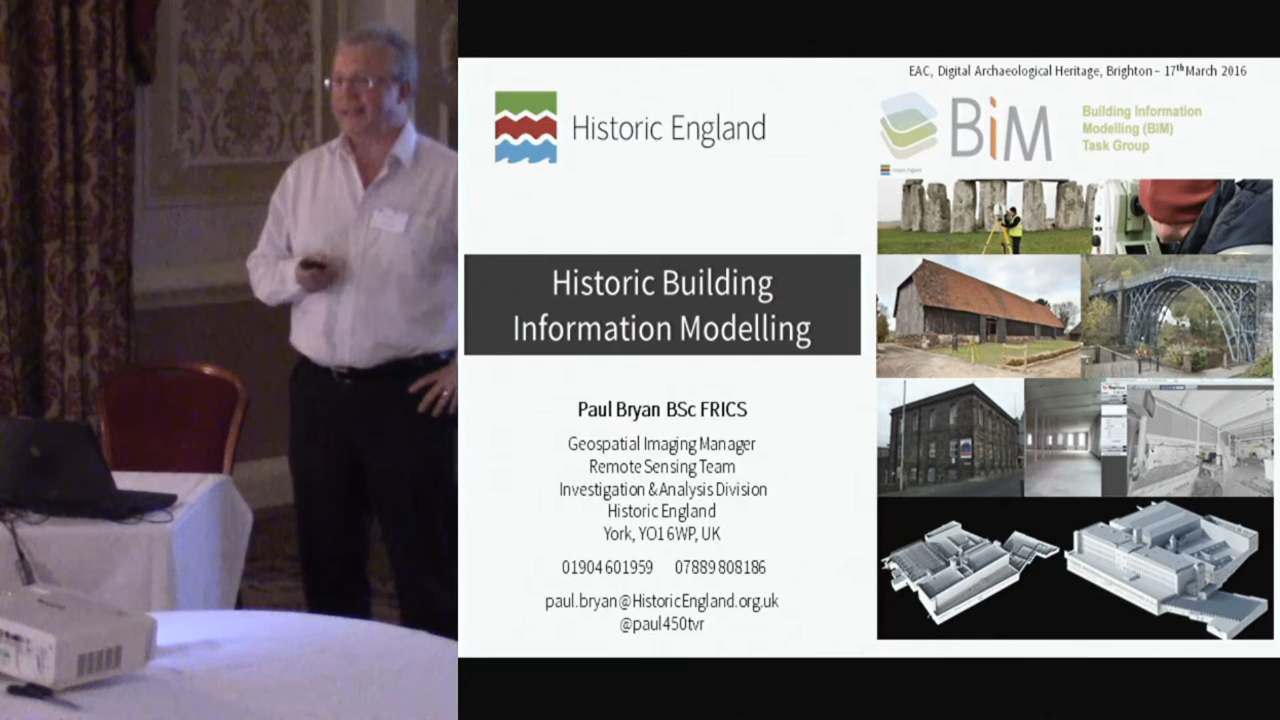 EAC, Digital Archaeological Heritage, Brighton – 17th March 2016
Historic England
BiM
Building Information
Modelling (BIM)
Task Group
Historic Building
Information Modelling
Paul Bryan BSc FRICS
Geospatial Imaging Manager
Remote Sensing Team
Investigation & Analysis Division
Historic England
York, YO1 6WP, UK
01904 601959 07889 808186
paul.bryan@HistoricEngland.org.uk
@paul450tvr